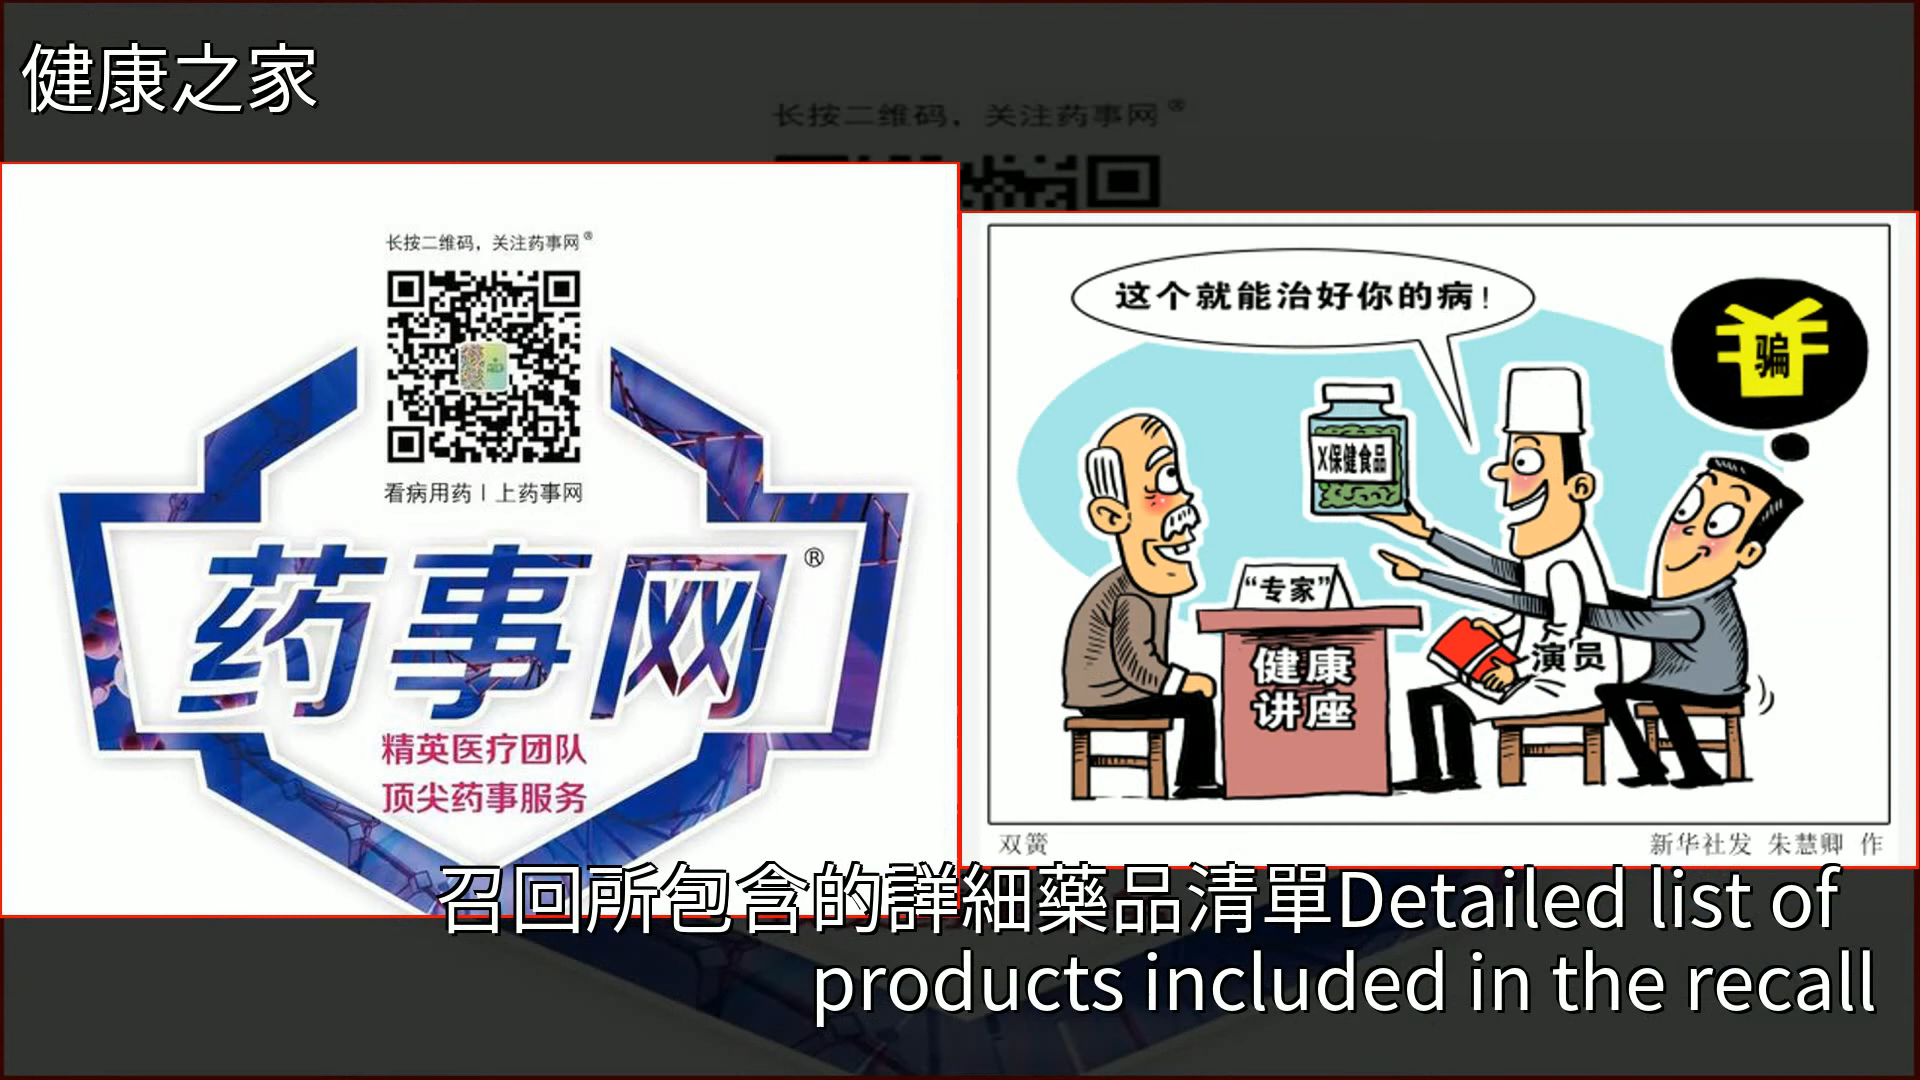 健康之家
长按二维码，关注药事网®
长按二维码，关注药事网®
看病用药 | 上药事网
药事网®
精英医疗团队
顶尖药事服务
这个就能治好你的病！
骗
X保健食品
“专家”
健康
讲座
演员
双簧
新华社发 朱慧卿 作
召回所包含的詳細藥品清單Detailed list of
products included in the recall